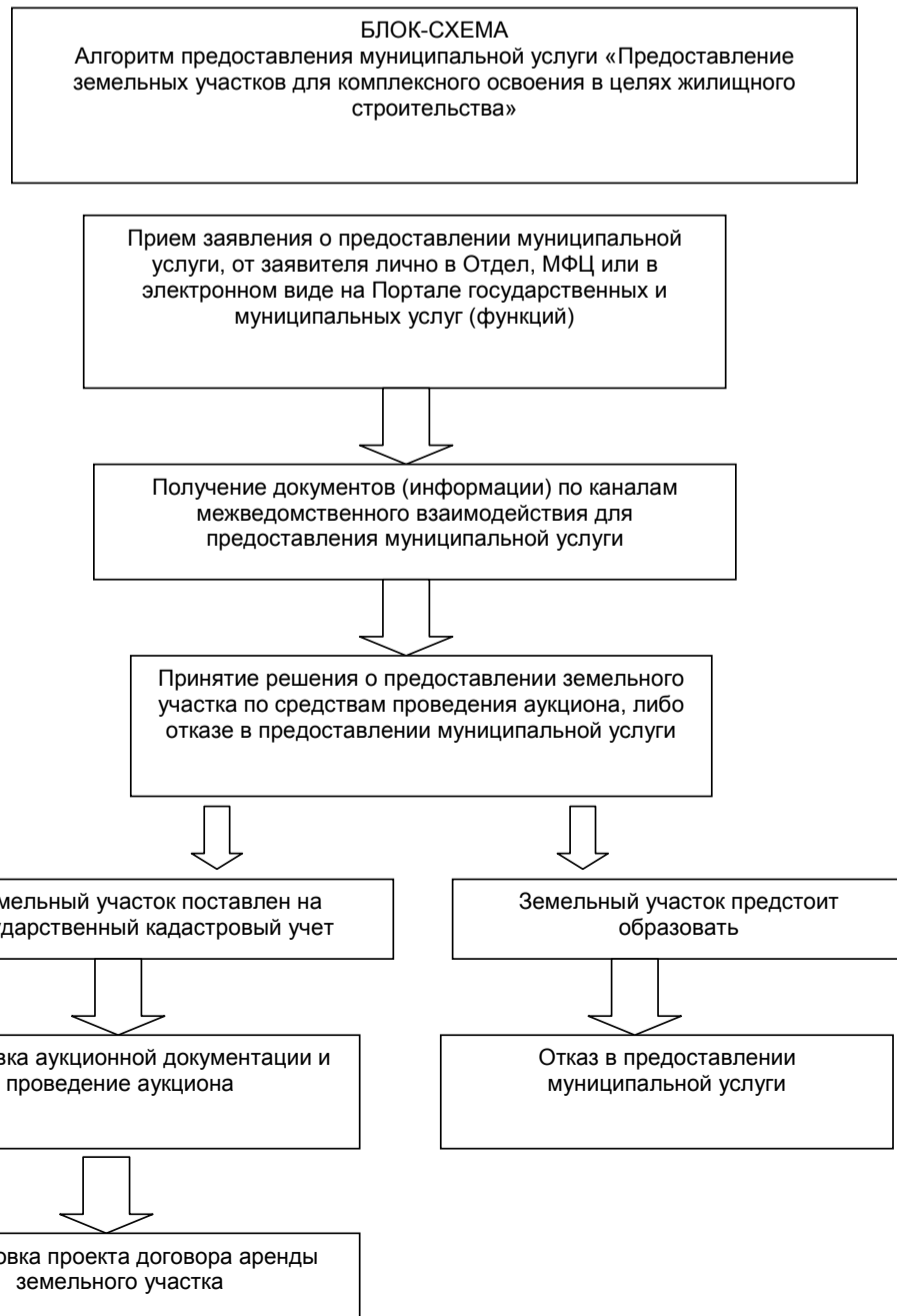 БЛОК-СХЕМА
Алгоритм предоставления муниципальной услуги «Предоставление
земельных участков для комплексного освоения в целях жилищного
строительства»
Прием заявления о предоставлении муниципальной
услуги, от заявителя лично в Отдел, МФЦ или в
электронном виде на Портале государственных и
муниципальных услуг (функций)
Получение документов (информации) по каналам
межведомственного взаимодействия для
предоставления муниципальной услуги
Принятие решения о предоставлении земельного
участка по средствам проведения аукциона, либо
отказе в предоставлении муниципальной услуги
участок поставлен на
кадастровый учет
Земельный участок предстоит
образовать
аукционной документации и
проведение аукциона
Отказ в предоставлении
муниципальной услуги
проекта договора аренды
земельного участка